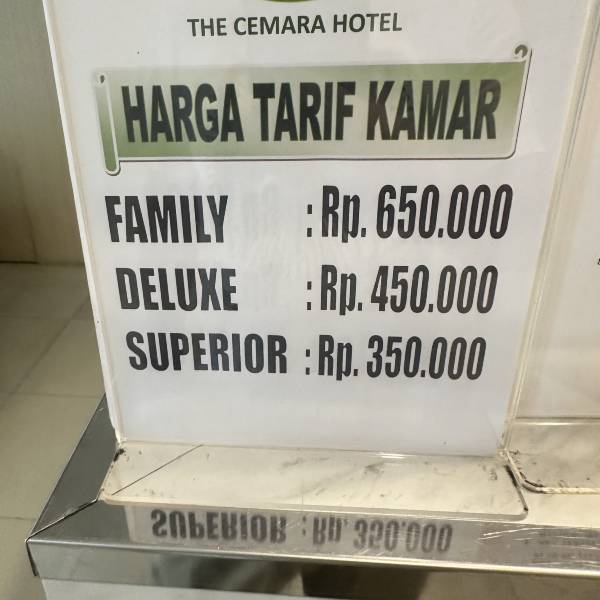 THE CEMARA HOTEL
HARGA TARIF KAMAR
FAMILY : Rp. 650.000
DELUXE : Rp. 450.000
SUPERIOR : Rp. 350.000